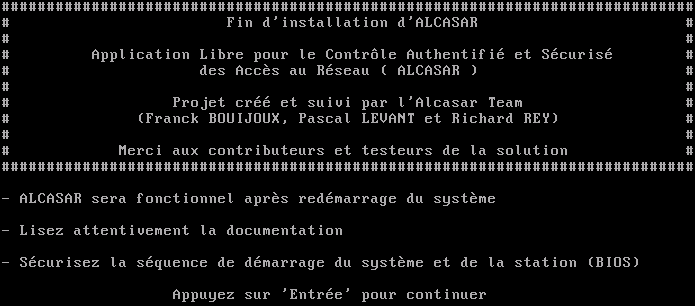 ##############################################################################
# Fin d'installation d'ALCASAR #
# #
# Application Libre pour le Contrôle Authentifié et Sécurisé #
# des Accès au Réseau ( ALCASAR ) #
# #
# Projet créé et suivi par l'Alcasar Team #
# (Franck BOUIJOUX, Pascal LEVANT et Richard REY) #
# #
# Merci aux contributeurs et testeurs de la solution #
##############################################################################
- ALCASAR sera fonctionnel après redémarrage du système
- Lisez attentivement la documentation
- Sécurisez la séquence de démarrage du système et de la station (BIOS)
Appuyez sur 'Entrée' pour continuer